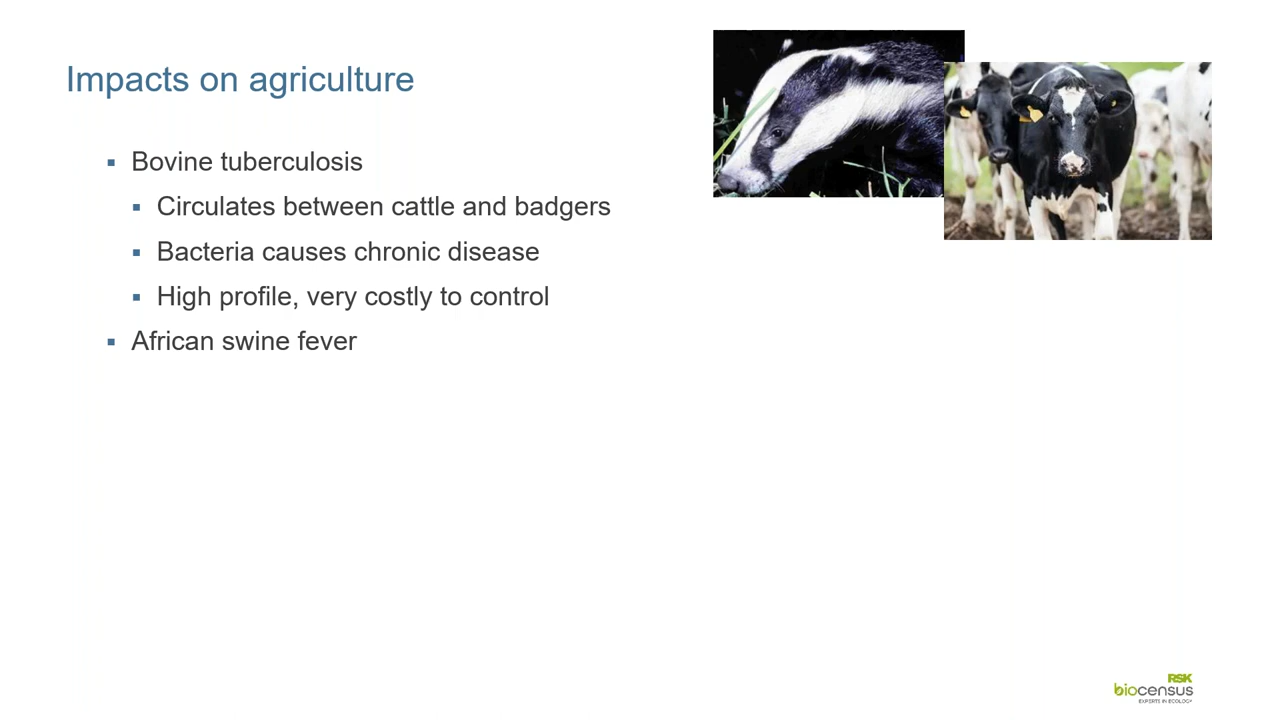 Impacts on agriculture
Bovine tuberculosis
Circulates between cattle and badgers
Bacteria causes chronic disease
High profile, very costly to control
African swine fever
RSK
biocensus
EXPERTS IN ECOLOGY